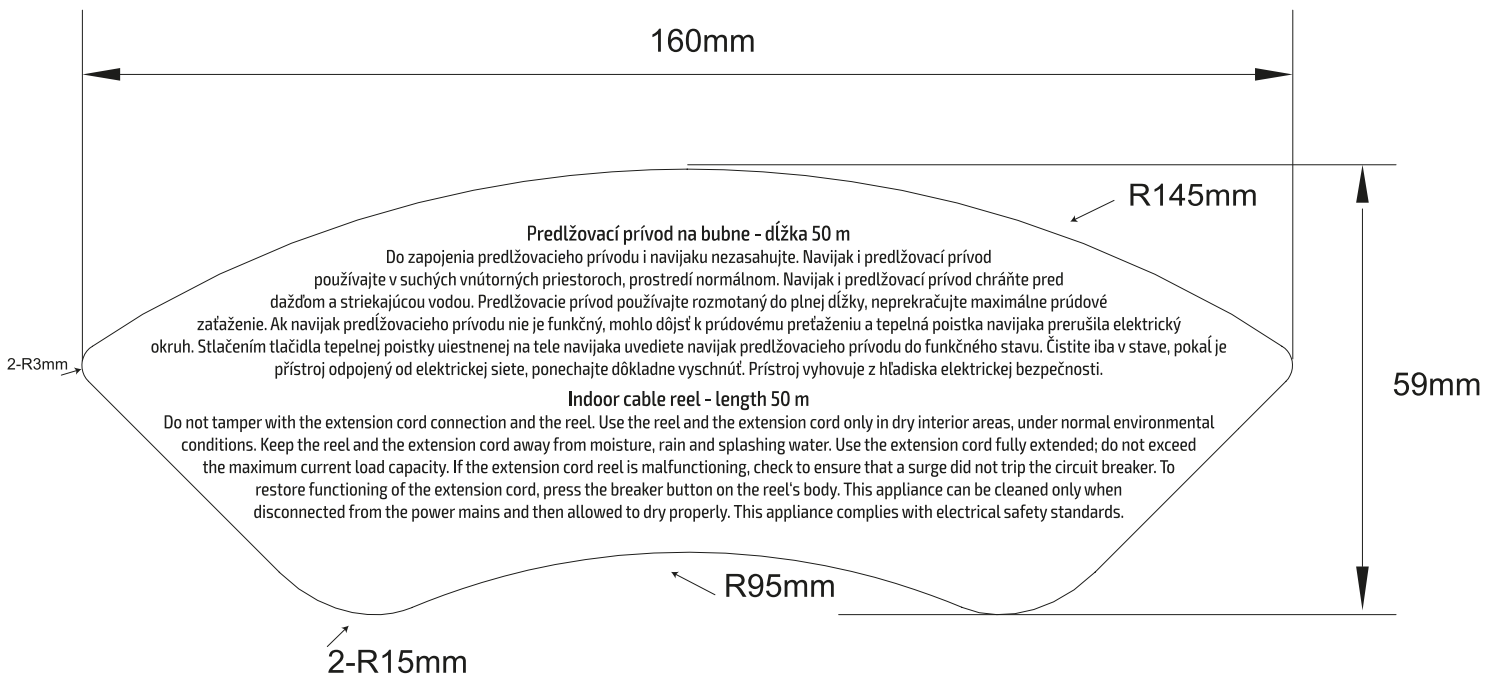 160mm
R145mm
Predlžovací prívod na bubne - dĺžka 50 m
Do zapojenia predlžovacieho prívodu i navijaku nezasahujte. Navijak i predlžovací prívod
používajte v suchých vnútorných priestoroch, prostredí normálnom. Navijak i predlžovací prívod chráňte pred
dažďom a striekajúcou vodou. Predlžovacie prívod používajte rozmotaný do plnej dĺžky, neprekračujte maximálne prúdové
zaťaženie. Ak navijak predĺžovacieho prívodu nie je funkčný, mohlo dôjsť k prúdovému preťaženiu a tepelná poistka navijaka prerušila elektrický
okruh. Stlačením tlačidla tepelnej poistky uiestnenej na tele navijaka uvediete navijak predlžovacieho prívodu do funkčného stavu. Čistite iba v stave, pokaľ je
prístroj odpojený od elektrickej siete, ponechajte dôkladne vyschnúť. Prístroj vyhovuje z hľadiska elektrickej bezpečnosti.
2-R3mm
59mm
Indoor cable reel - length 50 m
Do not tamper with the extension cord connection and the reel. Use the reel and the extension cord only in dry interior areas, under normal environmental
conditions. Keep the reel and the extension cord away from moisture, rain and splashing water. Use the extension cord fully extended; do not exceed
the maximum current load capacity. If the extension cord reel is malfunctioning, check to ensure that a surge did not trip the circuit breaker. To
restore functioning of the extension cord, press the breaker button on the reel's body. This appliance can be cleaned only when
disconnected from the power mains and then allowed to dry properly. This appliance complies with electrical safety standards.
R95mm
2-R15mm